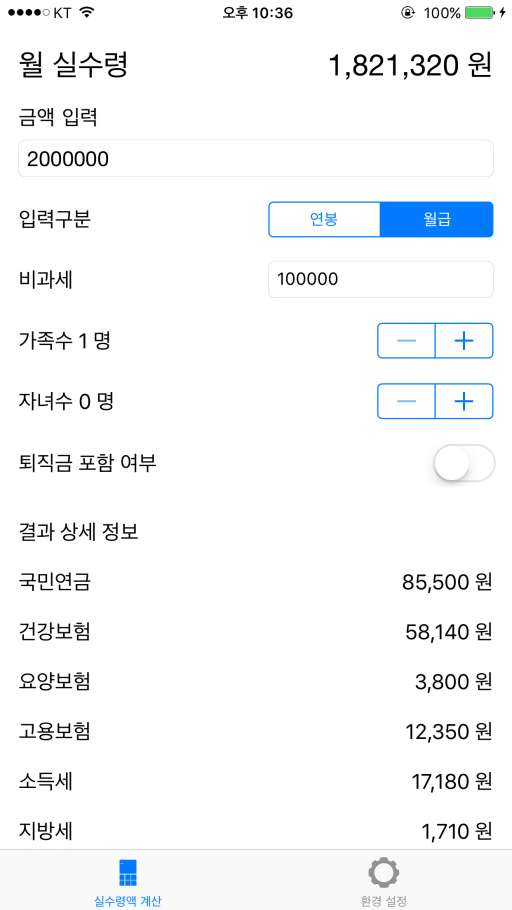 KT 오후 10:36 100%
월 실수령 1,821,320 원
금액 입력
2000000
입력구분 연봉 월급
비과세 100000
가족수 1 명
자녀수 0 명
퇴직금 포함 여부
결과 상세 정보
국민연금 85,500 원
건강보험 58,140 원
요양보험 3,800 원
고용보험 12,350 원
소득세 17,180 원
지방세 1,710 원
실수령액 계산 환경 설정